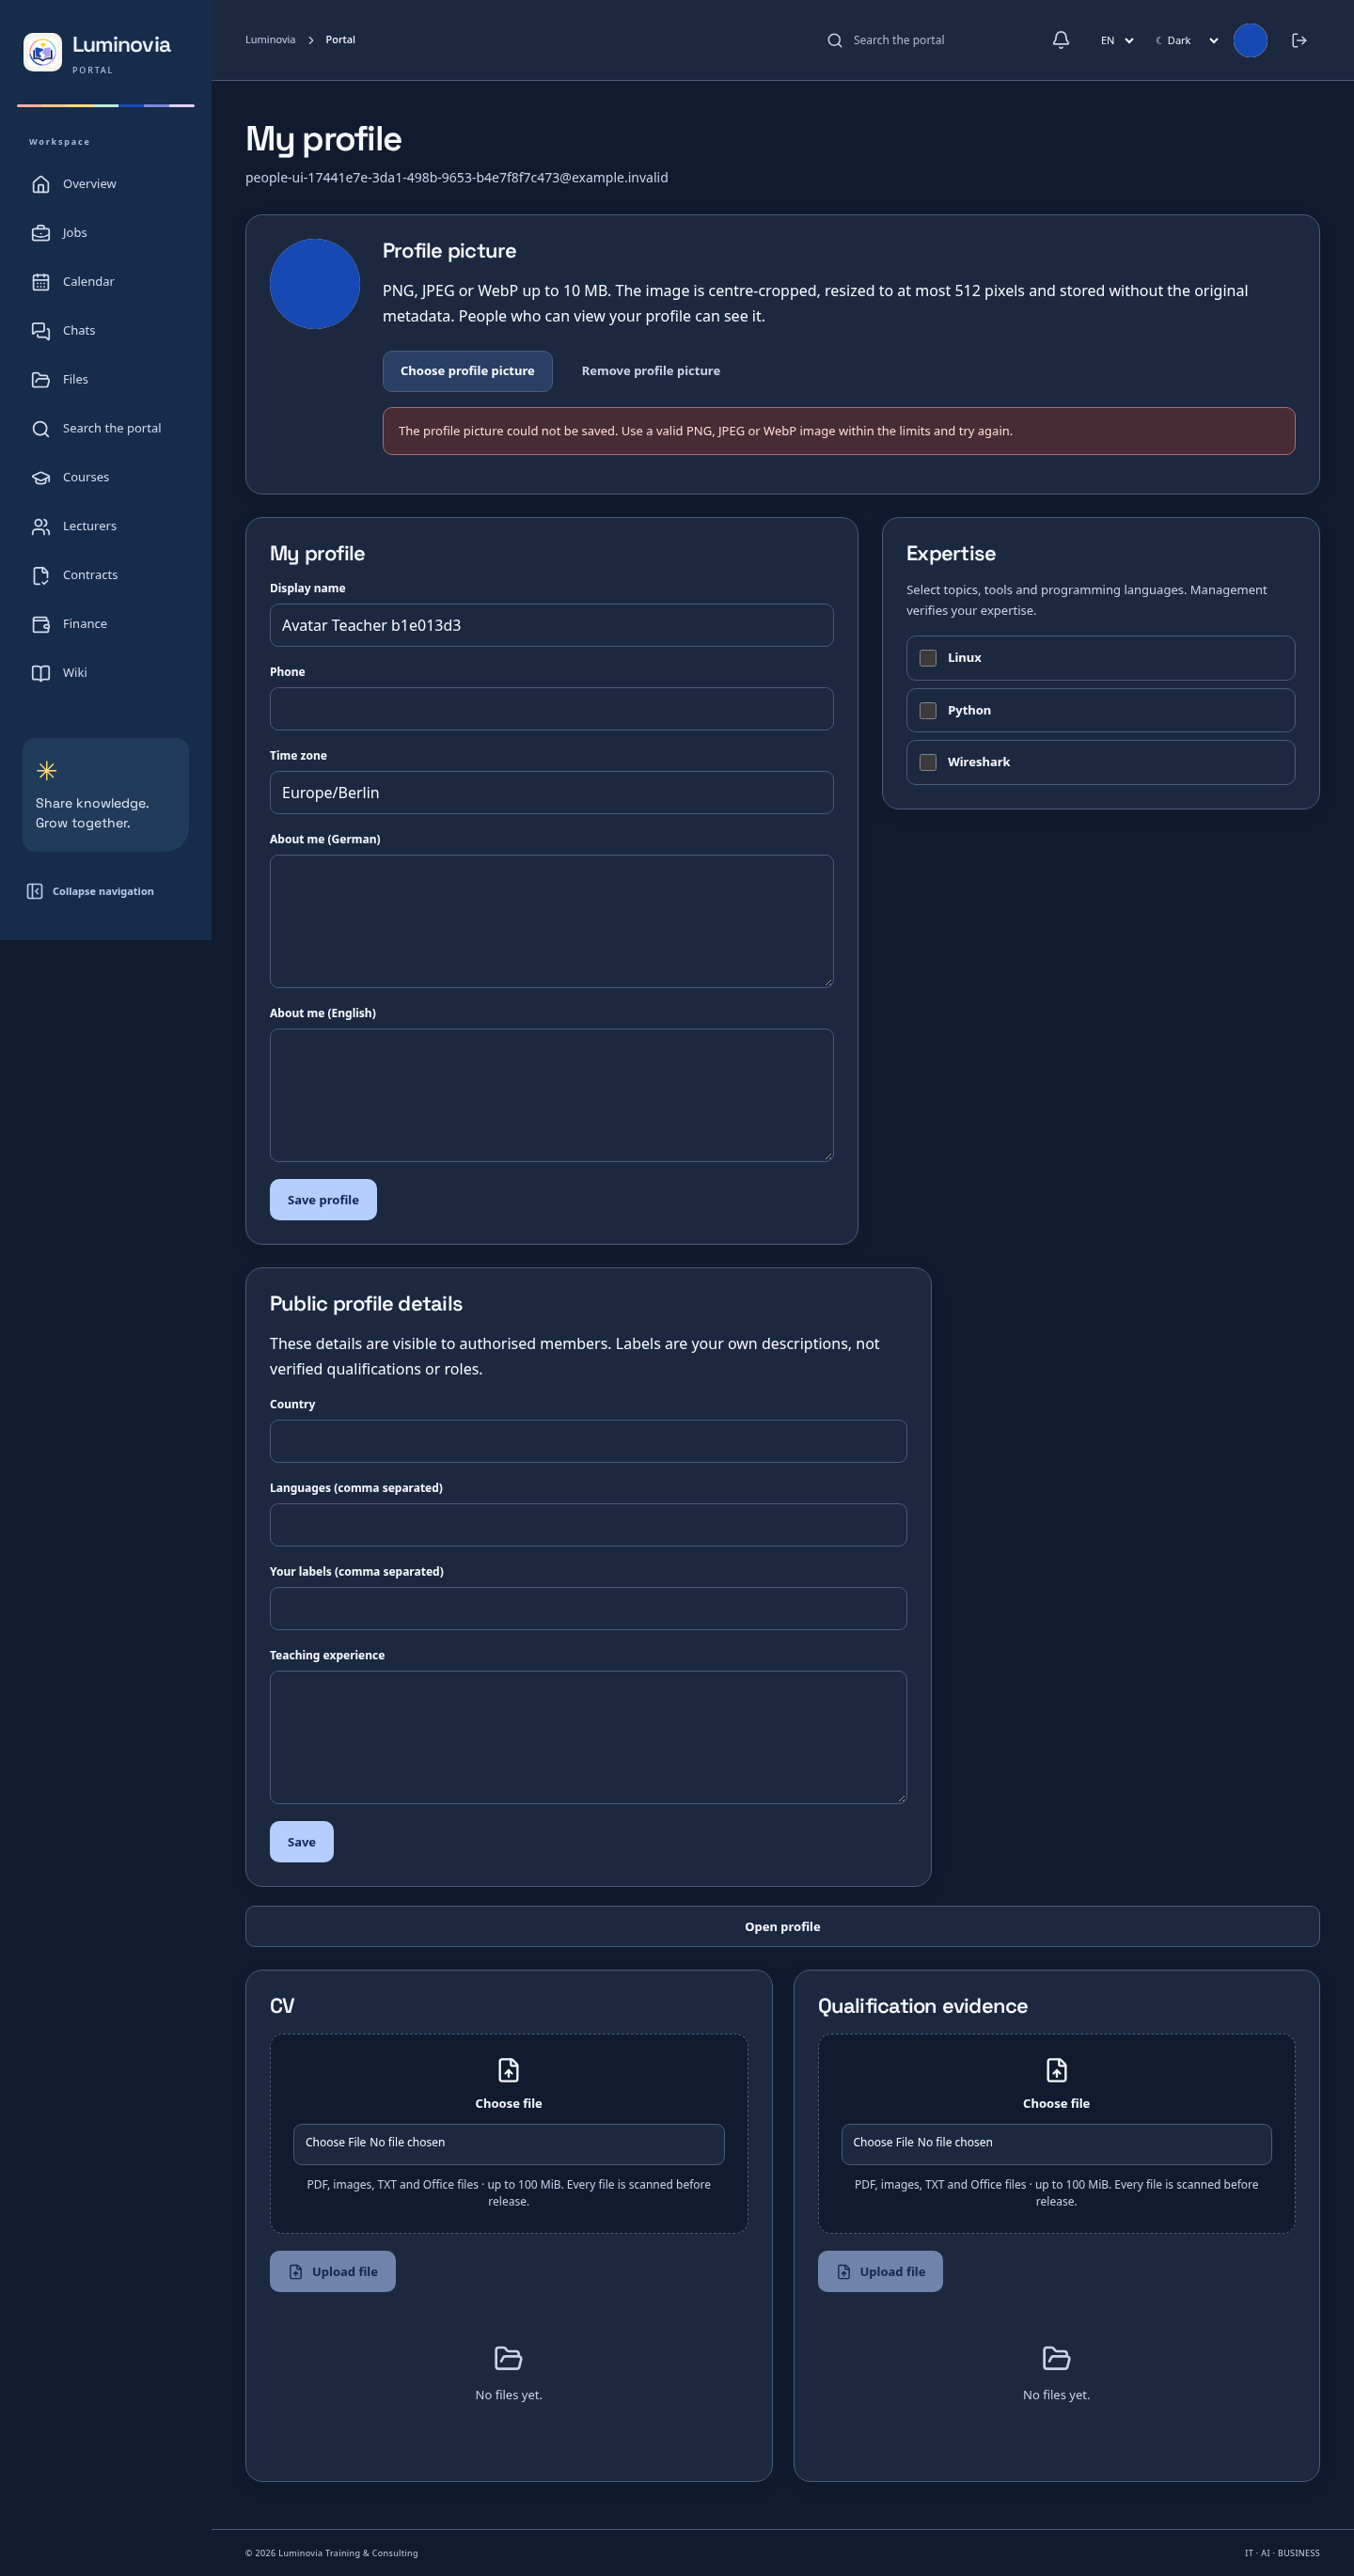 Luminovia
PORTAL
Workspace
Overview
Jobs
Calendar
Chats
Files
Search the portal
Courses
Lecturers
Contracts
Finance
Wiki
Share knowledge.
Grow together.
Collapse navigation
Luminovia
Portal
Search the portal
EN
Dark
My profile
people-ui-17441e7e-3da1-498b-9653-b4e7f8f7c473@example.invalid
Profile picture
PNG, JPEG or WebP up to 10 MB. The image is centre-cropped, resized to at most 512 pixels and stored without the original
metadata. People who can view your profile can see it.
Choose profile picture
Remove profile picture
The profile picture could not be saved. Use a valid PNG, JPEG or WebP image within the limits and try again.
My profile
Display name
Avatar Teacher b1e013d3
Phone
Time zone
Europe/Berlin
About me (German)
About me (English)
Save profile
Expertise
Select topics, tools and programming languages. Management
verifies your expertise.
Linux
Python
Wireshark
Public profile details
These details are visible to authorised members. Labels are your own descriptions, not
verified qualifications or roles.
Country
Languages (comma separated)
Your labels (comma separated)
Teaching experience
Save
Open profile
CV
Choose file
Choose File No file chosen
PDF, images, TXT and Office files · up to 100 MiB. Every file is scanned before
release.
Upload file
No files yet.
Qualification evidence
Choose file
Choose File No file chosen
PDF, images, TXT and Office files · up to 100 MiB. Every file is scanned before
release.
Upload file
No files yet.
© 2026 Luminovia Training & Consulting
IT · AI · BUSINESS